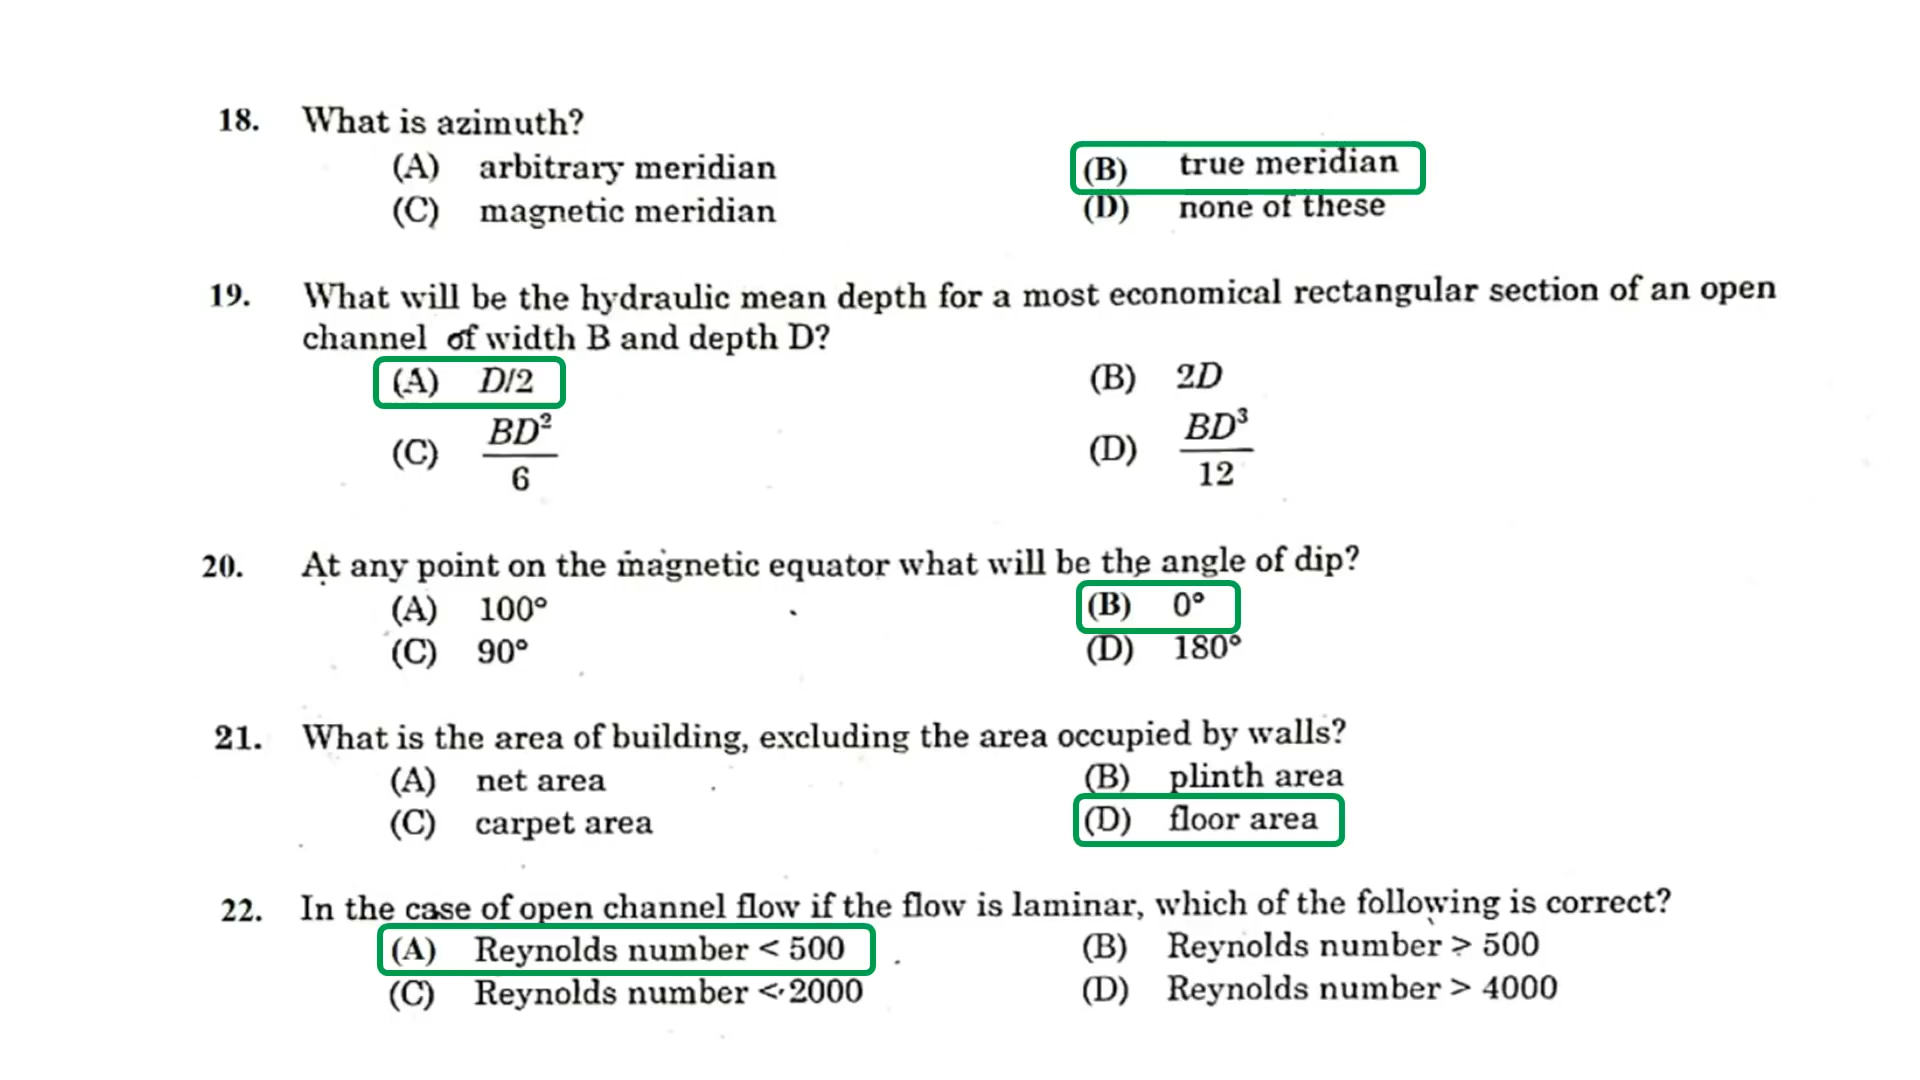 18. What is azimuth?
(A) arbitrary meridian (B) true meridian
(C) magnetic meridian (D) none of these
19. What will be the hydraulic mean depth for a most economical rectangular section of an open
channel of width B and depth D?
(A) D/2 (B) 2D
(C) BD²/6 (D) BD³/12
20. At any point on the magnetic equator what will be the angle of dip?
(A) 100° (B) 0°
(C) 90° (D) 180°
21. What is the area of building, excluding the area occupied by walls?
(A) net area (B) plinth area
(C) carpet area (D) floor area
22. In the case of open channel flow if the flow is laminar, which of the following is correct?
(A) Reynolds number < 500 (B) Reynolds number > 500
(C) Reynolds number < 2000 (D) Reynolds number > 4000